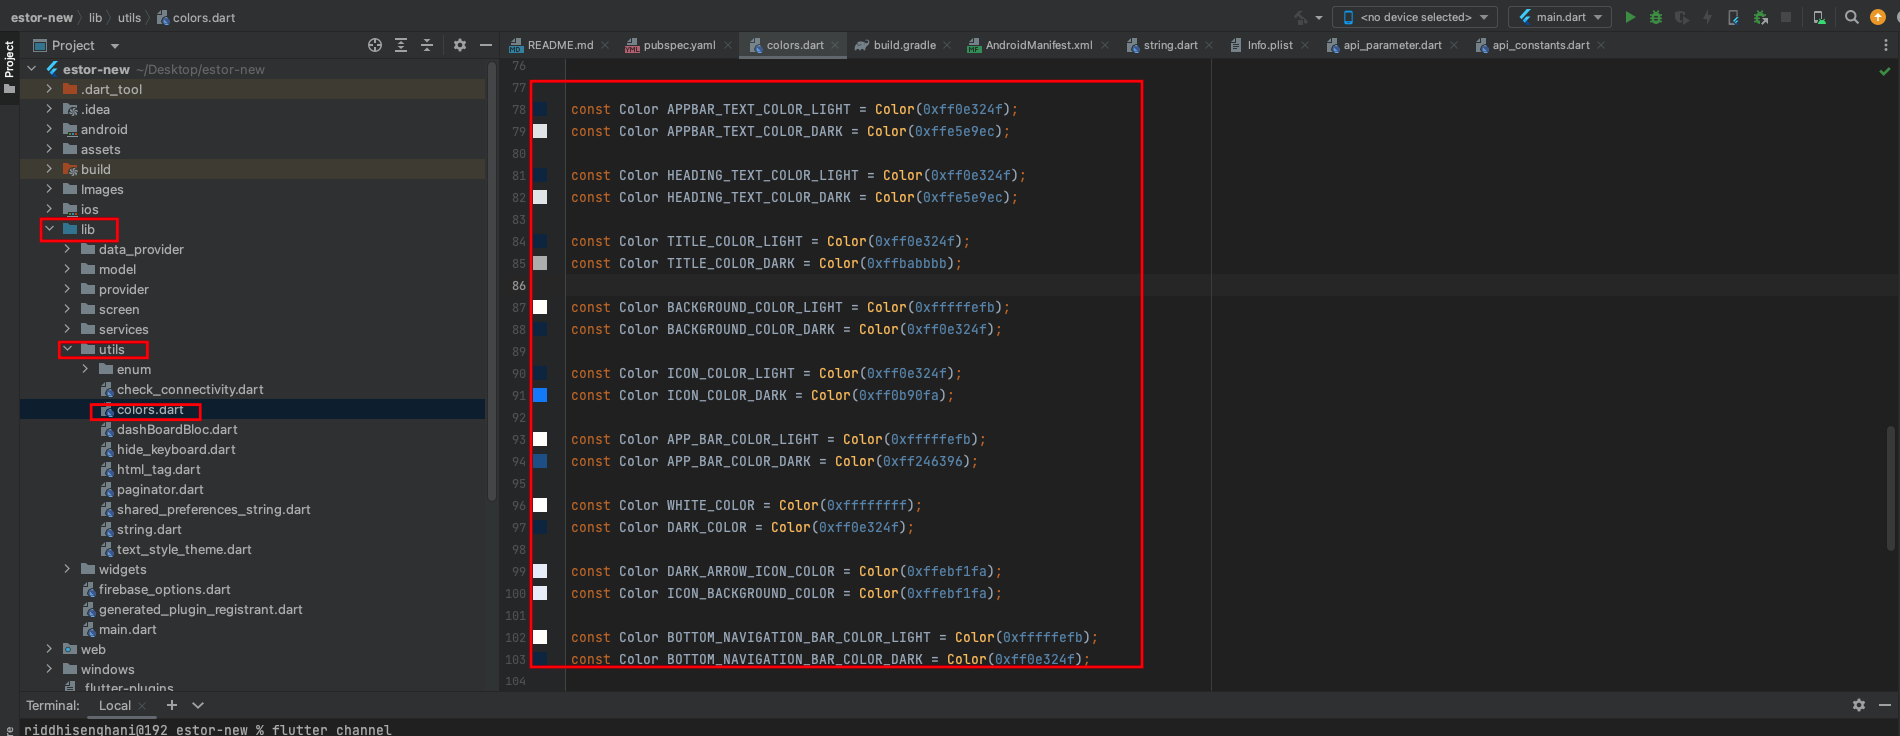 estor-new lib utils colors.dart
<no device selected> main.dart
Project
Project
README.md pubspec.yaml colors.dart build.gradle AndroidManifest.xml string.dart Info.plist api_parameter.dart api_constants.dart
estor-new ~/Desktop/estor-new
.dart_tool
.idea
android
assets
build
Images
ios
lib
data_provider
model
provider
screen
services
utils
enum
check_connectivity.dart
colors.dart
dashBoardBloc.dart
hide_keyboard.dart
html_tag.dart
paginator.dart
shared_preferences_string.dart
string.dart
text_style_theme.dart
widgets
firebase_options.dart
generated_plugin_registrant.dart
main.dart
web
windows
.flutter-plugins
76
77
78 const Color APPBAR_TEXT_COLOR_LIGHT = Color(0xff0e324f);
79 const Color APPBAR_TEXT_COLOR_DARK = Color(0xffe5e9ec);
80
81 const Color HEADING_TEXT_COLOR_LIGHT = Color(0xff0e324f);
82 const Color HEADING_TEXT_COLOR_DARK = Color(0xffe5e9ec);
83
84 const Color TITLE_COLOR_LIGHT = Color(0xff0e324f);
85 const Color TITLE_COLOR_DARK = Color(0xffbabbbb);
86
87 const Color BACKGROUND_COLOR_LIGHT = Color(0xfffffefb);
88 const Color BACKGROUND_COLOR_DARK = Color(0xff0e324f);
89
90 const Color ICON_COLOR_LIGHT = Color(0xff0e324f);
91 const Color ICON_COLOR_DARK = Color(0xff0b90fa);
92
93 const Color APP_BAR_COLOR_LIGHT = Color(0xfffffefb);
94 const Color APP_BAR_COLOR_DARK = Color(0xff246396);
95
96 const Color WHITE_COLOR = Color(0xffffffff);
97 const Color DARK_COLOR = Color(0xff0e324f);
98
99 const Color DARK_ARROW_ICON_COLOR = Color(0xffebf1fa);
100 const Color ICON_BACKGROUND_COLOR = Color(0xffebf1fa);
101
102 const Color BOTTOM_NAVIGATION_BAR_COLOR_LIGHT = Color(0xfffffefb);
103 const Color BOTTOM_NAVIGATION_BAR_COLOR_DARK = Color(0xff0e324f);
104
Terminal: Local
riddhisenghani@192 estor-new % flutter channel